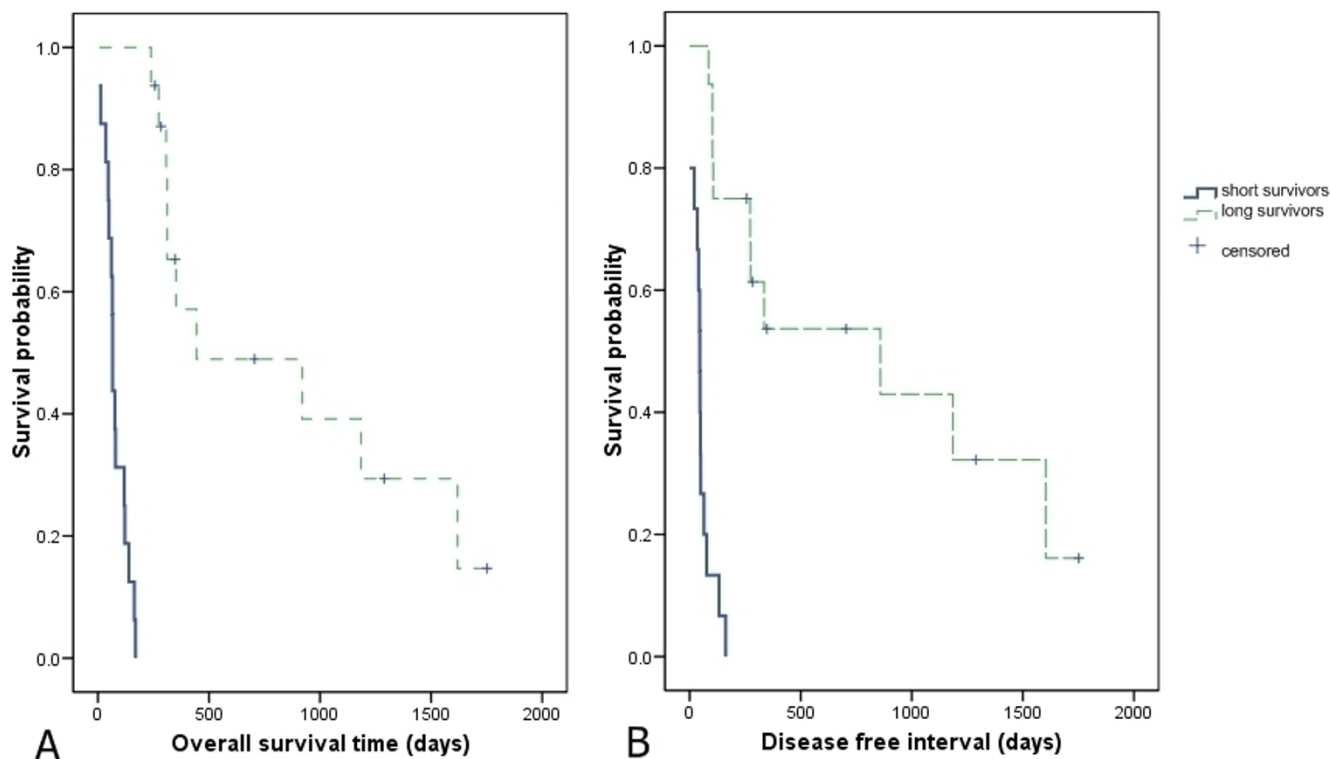 1.0
0.8
0.6
0.4
0.2
0.0
Survival probability
0 500 1000 1500 2000
Overall survival time (days)
A
1.0
0.8
0.6
0.4
0.2
0.0
Survival probability
0 500 1000 1500 2000
Disease free interval (days)
B
short survivors
long survivors
censored